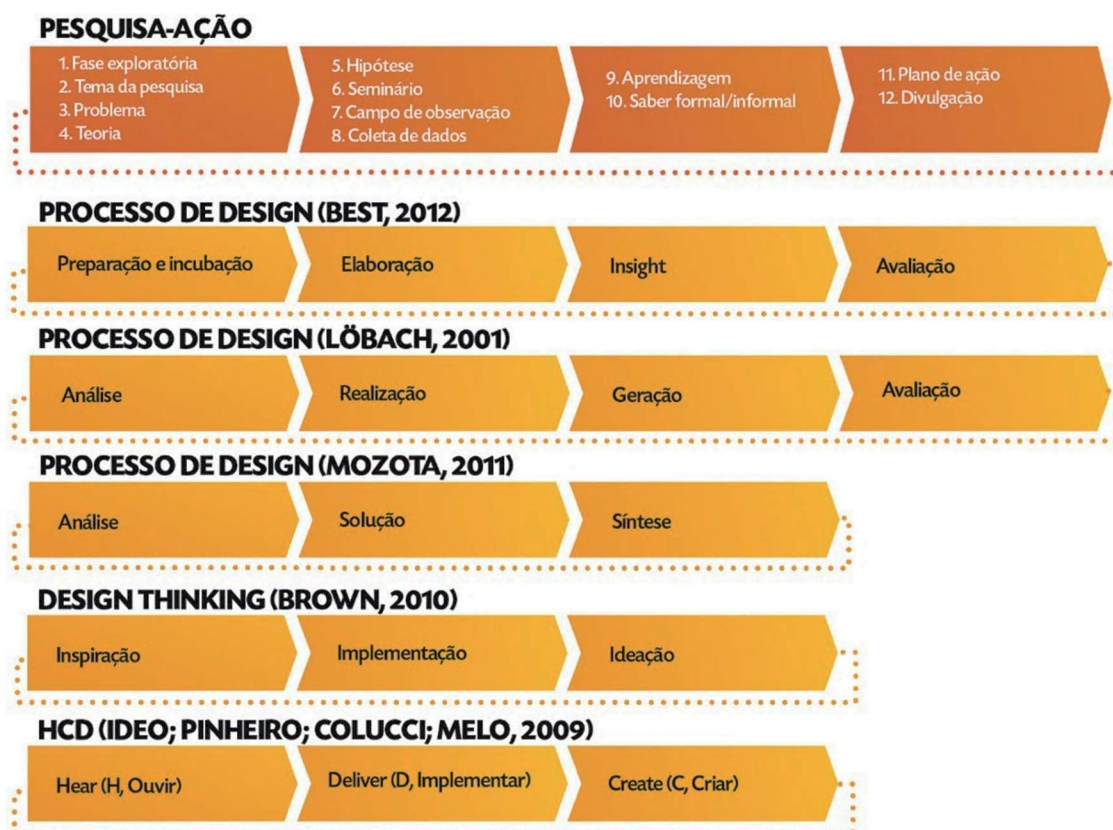 PESQUISA-AÇÃO
1. Fase exploratória
2. Tema da pesquisa
3. Problema
4. Teoria
5. Hipótese
6. Seminário
7. Campo de observação
8. Coleta de dados
9. Aprendizagem
10. Saber formal/informal
11. Plano de ação
12. Divulgação
PROCESSO DE DESIGN (BEST, 2012)
Preparação e incubação
Elaboração
Insight
Avaliação
PROCESSO DE DESIGN (LÖBACH, 2001)
Análise
Realização
Geração
Avaliação
PROCESSO DE DESIGN (MOZOTA, 2011)
Análise
Solução
Síntese
DESIGN THINKING (BROWN, 2010)
Inspiração
Implementação
Ideação
HCD (IDEO; PINHEIRO; COLUCCI; MELO, 2009)
Hear (H, Ouvir)
Deliver (D, Implementar)
Create (C, Criar)